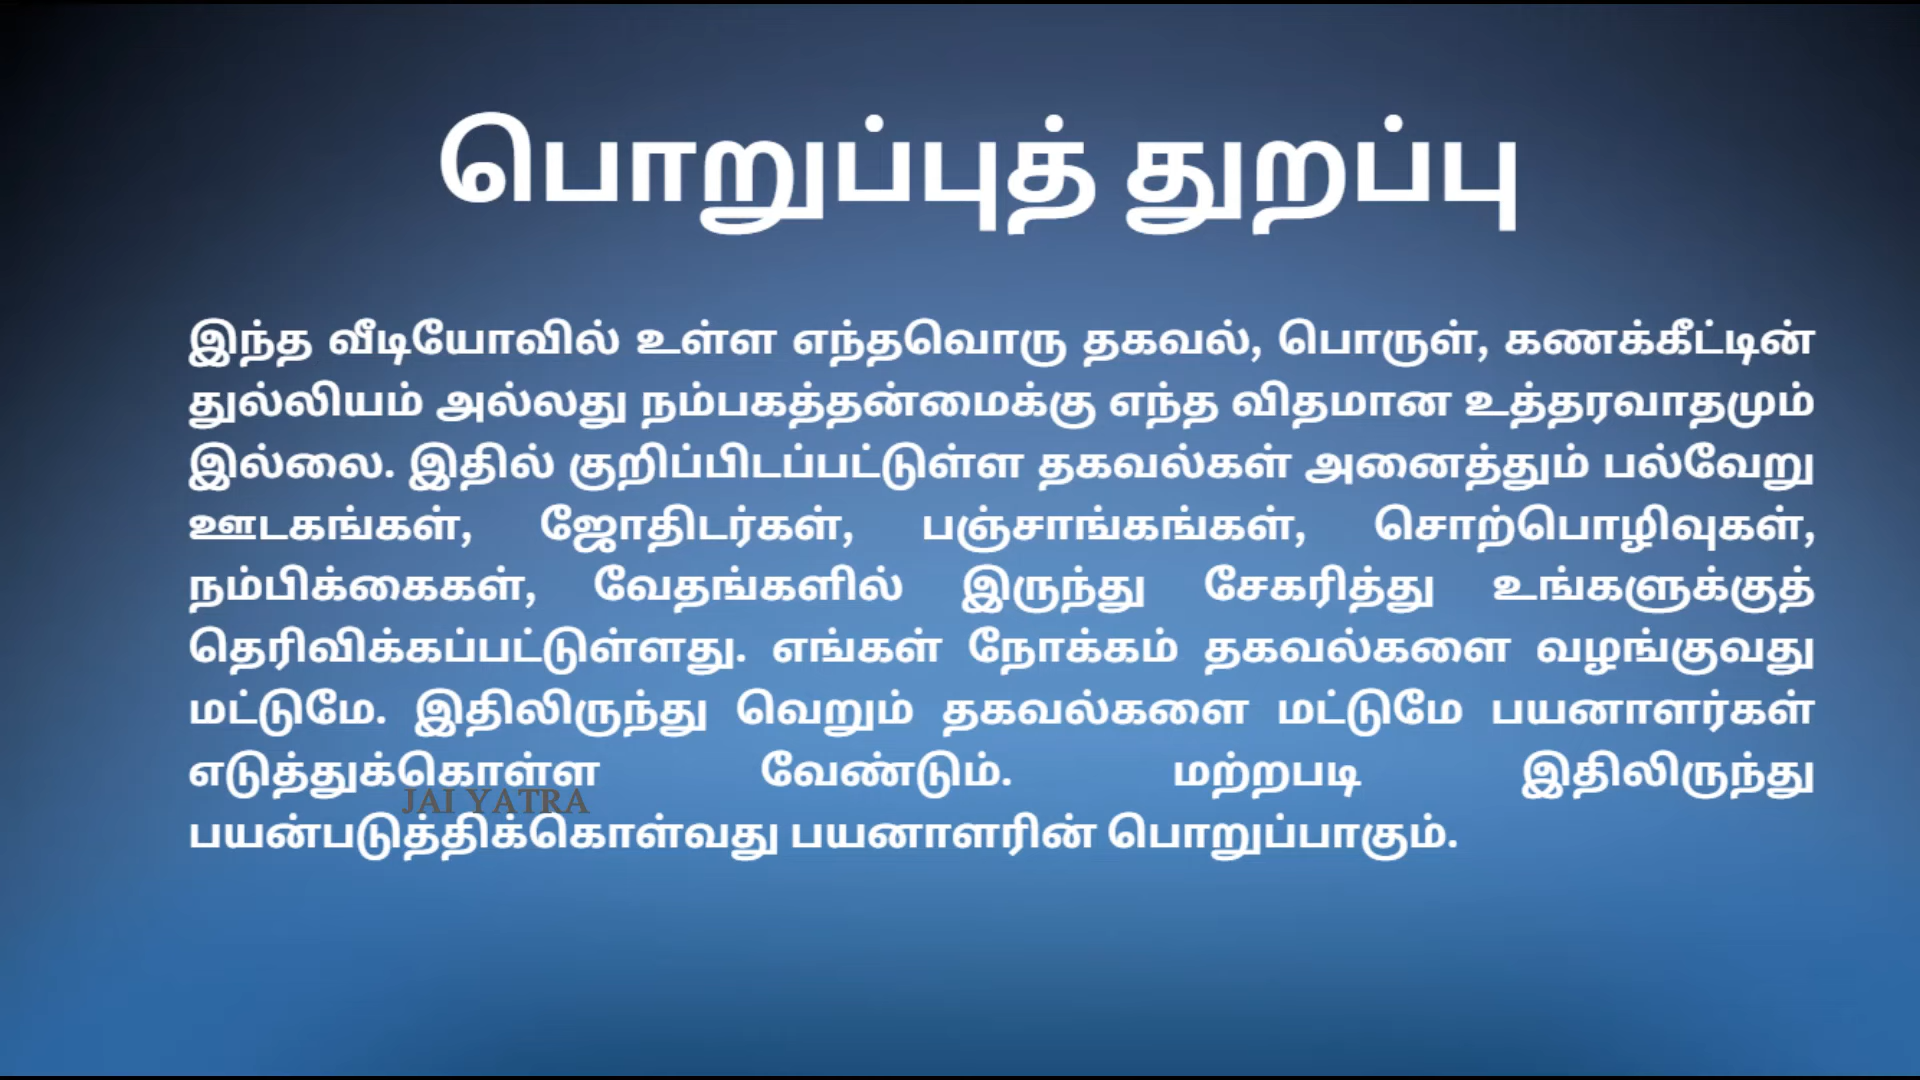 பொறுப்புத் துறப்பு
இந்த வீடியோவில் உள்ள எந்தவொரு தகவல், பொருள், கணக்கீட்டின்
துல்லியம் அல்லது நம்பகத்தன்மைக்கு எந்த விதமான உத்தரவாதமும்
இல்லை. இதில் குறிப்பிடப்பட்டுள்ள தகவல்கள் அனைத்தும் பல்வேறு
ஊடகங்கள், ஜோதிடர்கள், பஞ்சாங்கங்கள், சொற்பொழிவுகள்,
நம்பிக்கைகள், வேதங்களில் இருந்து சேகரித்து உங்களுக்குத்
தெரிவிக்கப்பட்டுள்ளது. எங்கள் நோக்கம் தகவல்களை வழங்குவது
மட்டுமே. இதிலிருந்து வெறும் தகவல்களை மட்டுமே பயனாளர்கள்
எடுத்துக்கொள்ள வேண்டும். மற்றபடி இதிலிருந்து
JAI YATRA
பயன்படுத்திக்கொள்வது பயனாளரின் பொறுப்பாகும்.